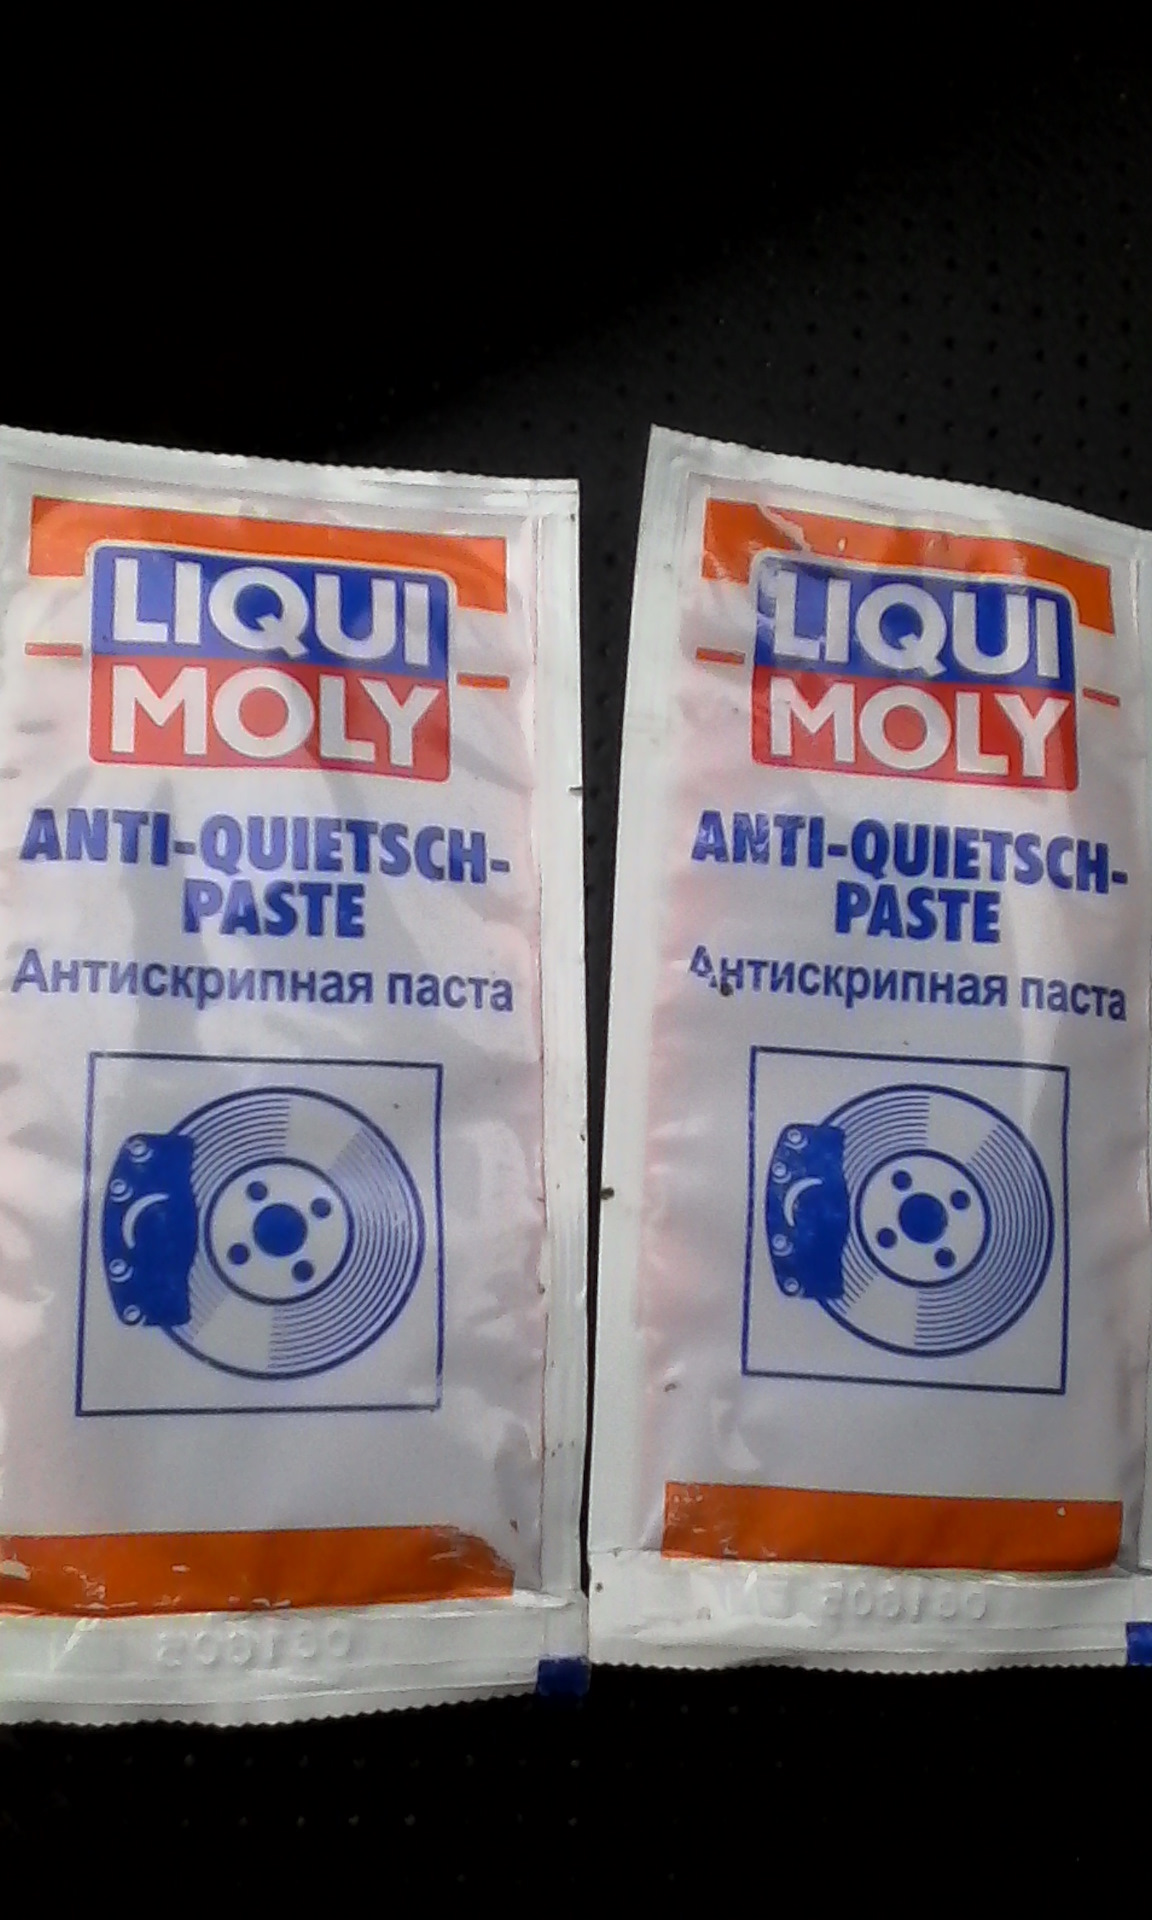 LIQUI
MOLY
ANTI-QUIETSCH-
PASTE
Антискрипная паста
LIQUI
MOLY
ANTI-QUIETSCH-
PASTE
Антискрипная паста